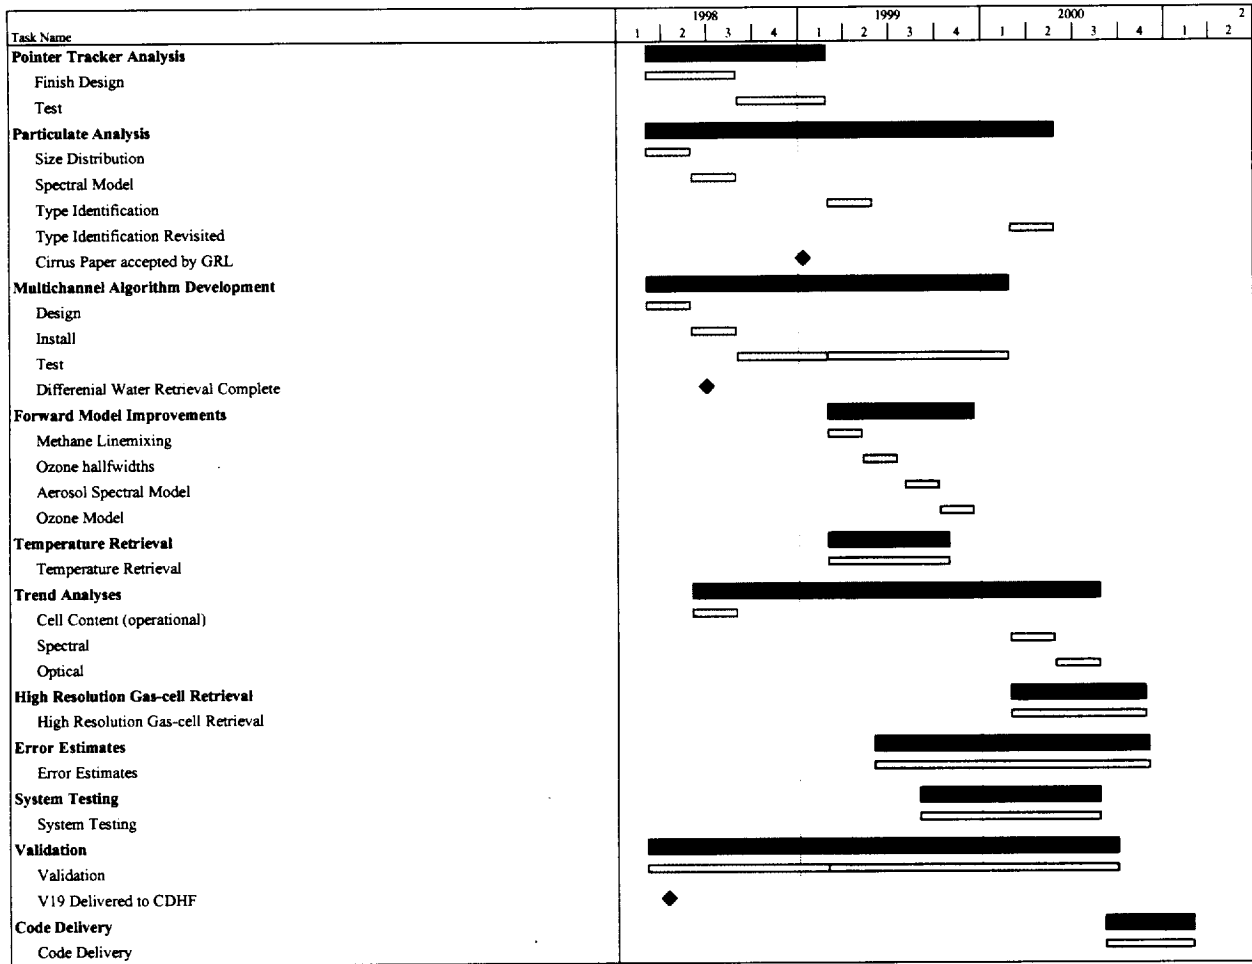 1998 1999 2000 2
Task Name 1 2 3 4 1 2 3 4 1 2 3 4 1 2
Pointer Tracker Analysis
Finish Design
Test
Particulate Analysis
Size Distribution
Spectral Model
Type Identification
Type Identification Revisited
Cirrus Paper accepted by GRL
Multichannel Algorithm Development
Design
Install
Test
Differenial Water Retrieval Complete
Forward Model Improvements
Methane Linemixing
Ozone hallfwidths
Aerosol Spectral Model
Ozone Model
Temperature Retrieval
Temperature Retrieval
Trend Analyses
Cell Content (operational)
Spectral
Optical
High Resolution Gas-cell Retrieval
High Resolution Gas-cell Retrieval
Error Estimates
Error Estimates
System Testing
System Testing
Validation
Validation
V19 Delivered to CDHF
Code Delivery
Code Delivery